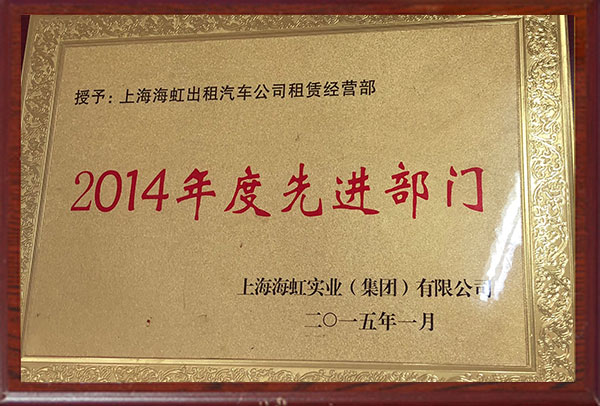 授予：上海海虹出租汽车公司租赁经营部
2014年度先进部门
上海海虹实业（集团）有限公司
二〇一五年一月